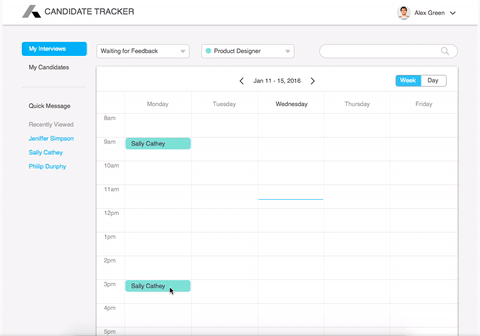 CANDIDATE TRACKER
Alex Green
My Interviews
My Candidates
Quick Message
Recently Viewed
Jeniffer Simpson
Sally Cathey
Philip Dunphy
Waiting for Feedback
Product Designer
Jan 11 - 15, 2016
Week
Day
Monday
Tuesday
Wednesday
Thursday
Friday
8am
9am
Sally Cathey
10am
11am
12pm
1pm
2pm
3pm
Sally Cathey
4pm
5pm